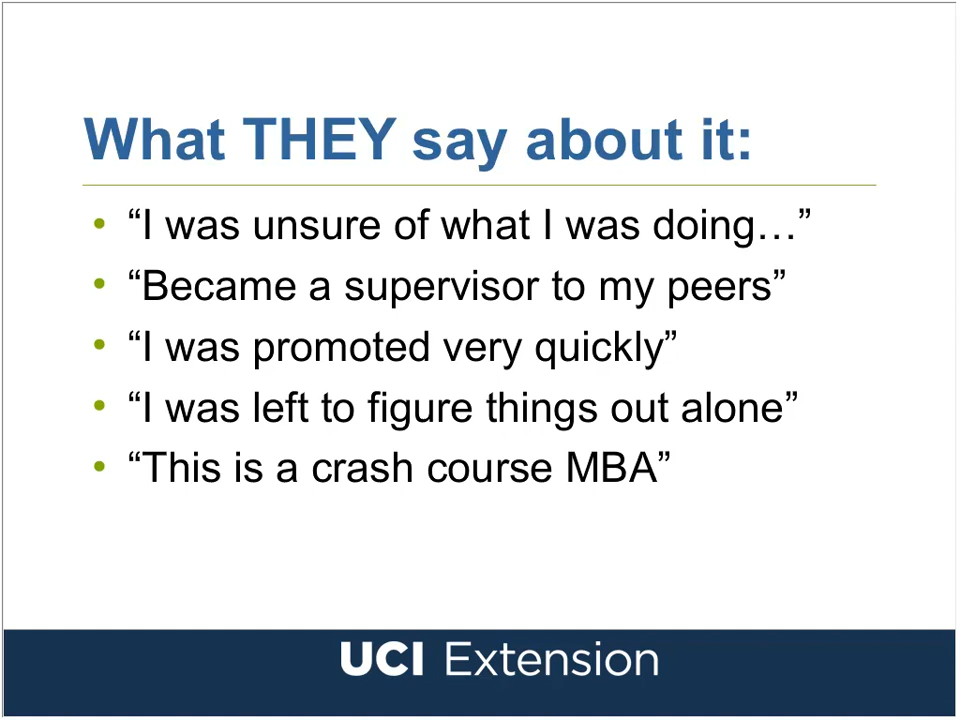 What THEY say about it:
• “I was unsure of what I was doing…”
• “Became a supervisor to my peers”
• “I was promoted very quickly”
• “I was left to figure things out alone”
• “This is a crash course MBA”
UCI Extension